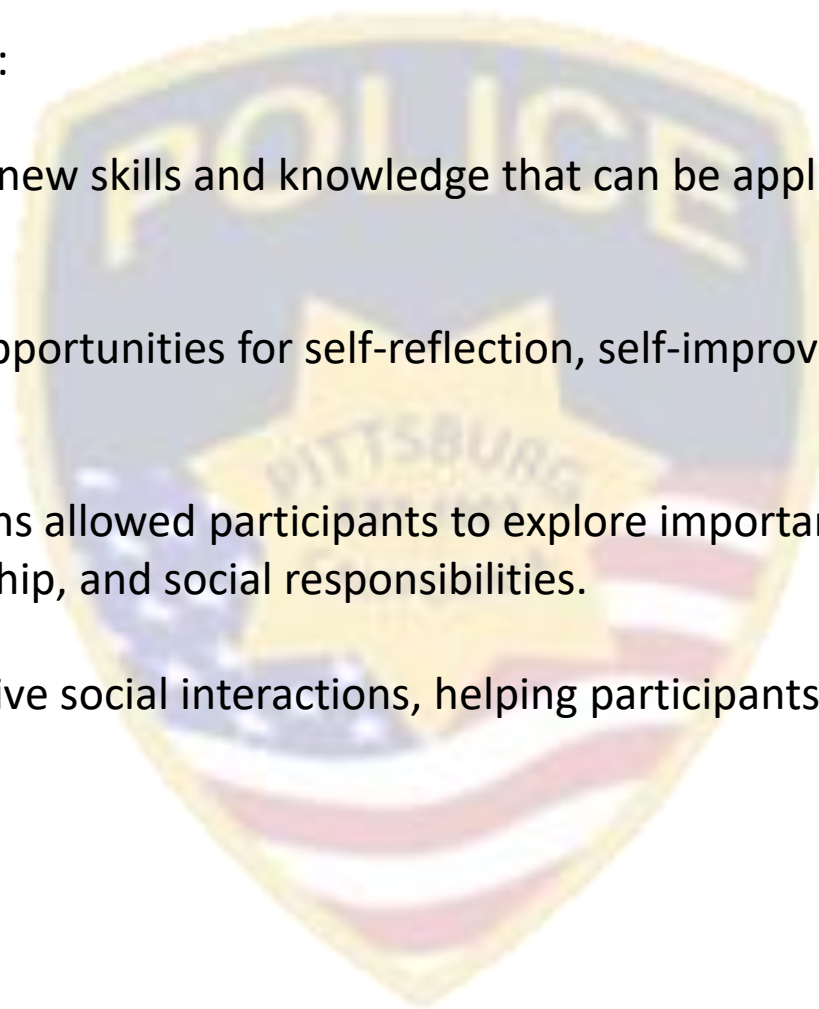 :
POLICE
new skills and knowledge that can be appl
pportunities for self-reflection, self-improv
PITTSBURG
ns allowed participants to explore importan
hip, and social responsibilities.
ive social interactions, helping participants